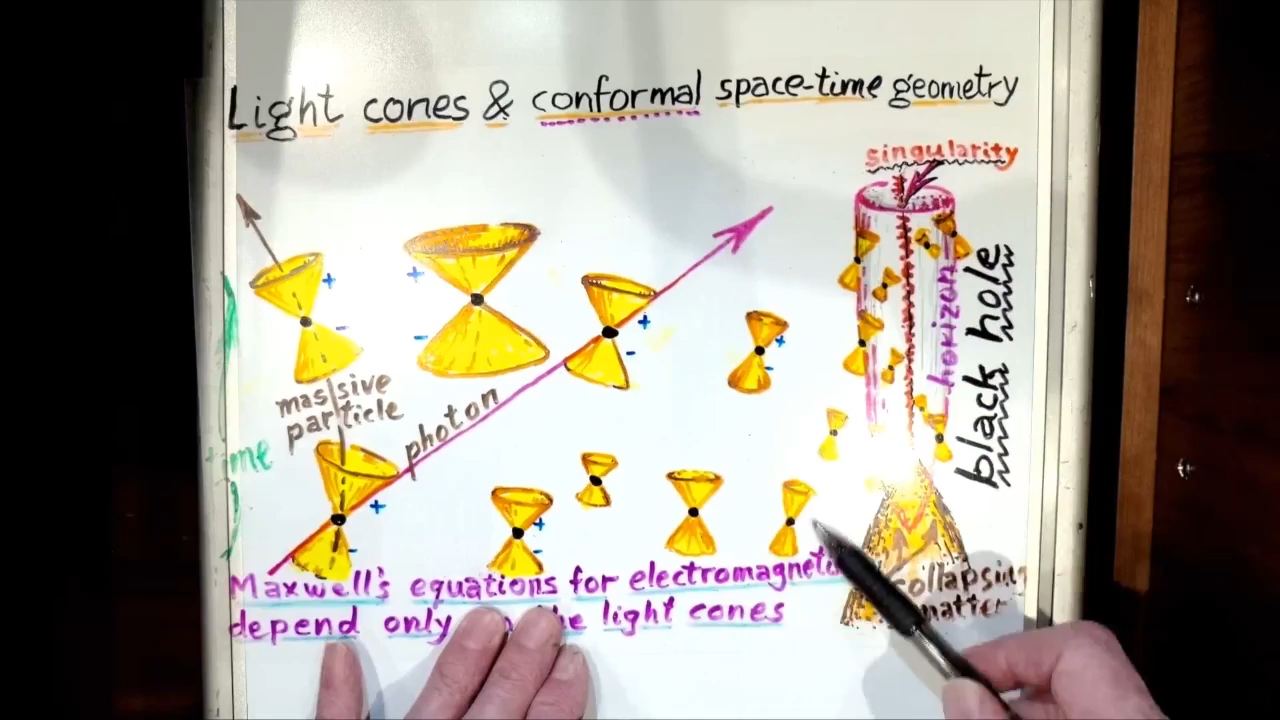 Light cones & conformal space-time geometry
singularity
+
+
-
-
+
-
+
-
massive
particle
photon
horizon
black hole
+
-
+
-
Maxwell's equations for
depend only the light cones
collapsing
matter